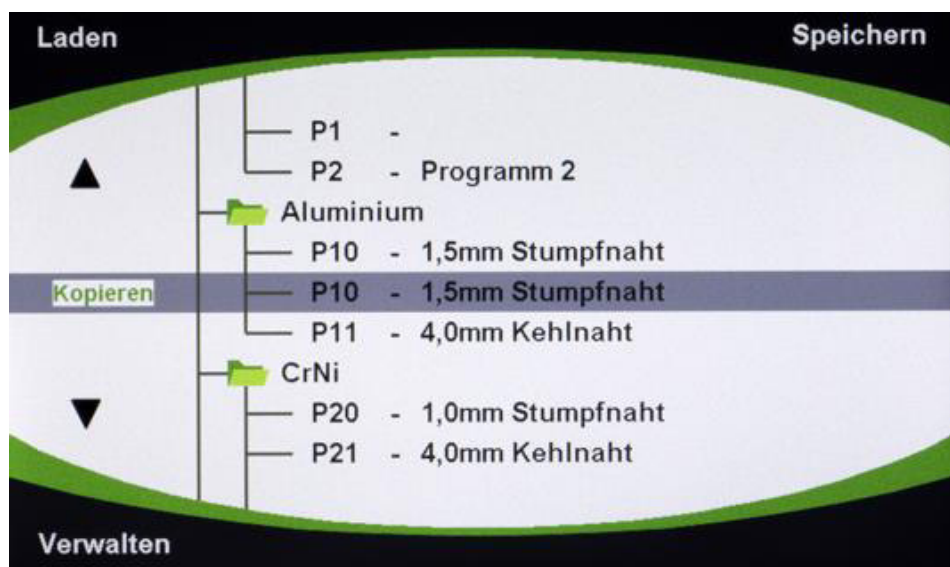 Laden
Speichern
P1 -
P2 - Programm 2
Aluminium
P10 - 1,5mm Stumpfnaht
Kopieren P10 - 1,5mm Stumpfnaht
P11 - 4,0mm Kehlnaht
CrNi
P20 - 1,0mm Stumpfnaht
P21 - 4,0mm Kehlnaht
Verwalten